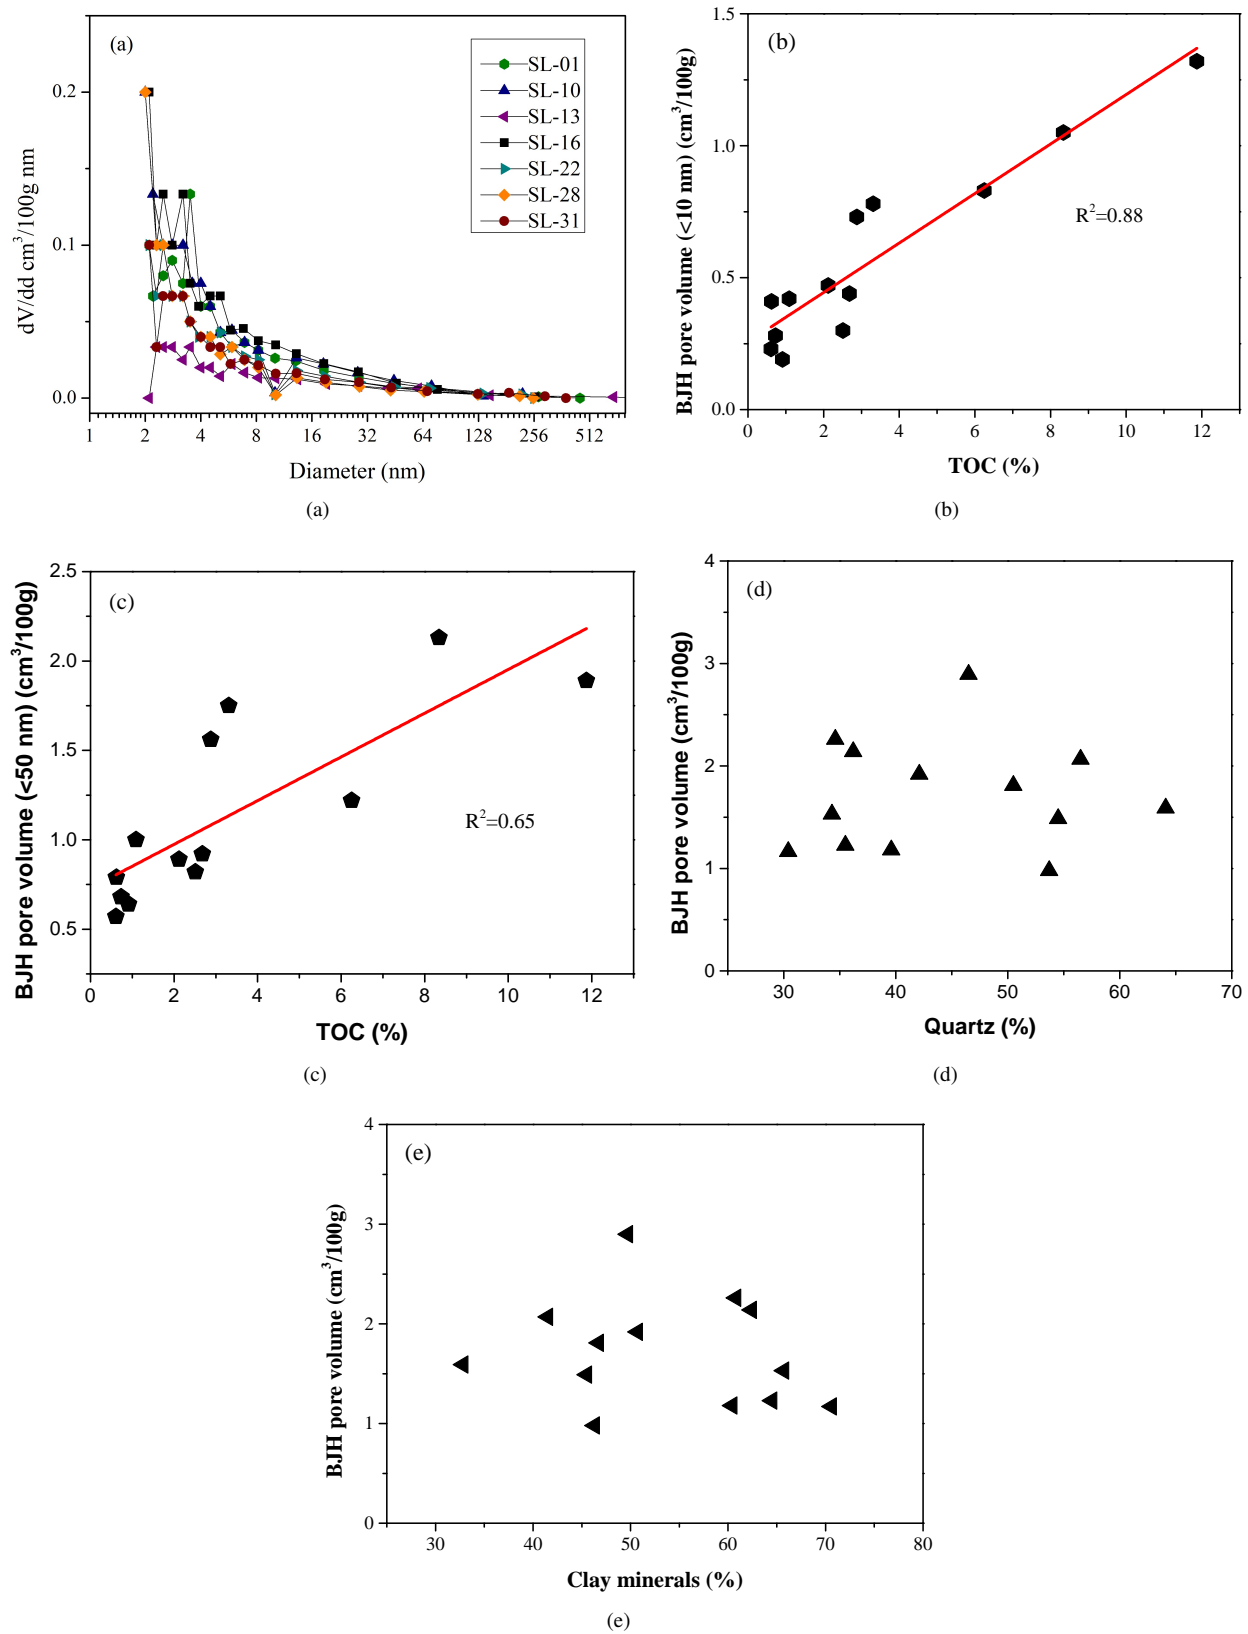 (a)
SL-01
SL-10
SL-13
SL-16
SL-22
SL-28
SL-31
dV/dd cm³/100g nm
0.2
0.1
0.0
1 2 4 8 16 32 64 128 256 512
Diameter (nm)
(a)
(b)
BJH pore volume (<10 nm) (cm³/100g)
1.5
1.0
0.5
0.0
R²=0.88
0 2 4 6 8 10 12
TOC (%)
(b)
(c)
BJH pore volume (<50 nm) (cm³/100g)
2.5
2.0
1.5
1.0
0.5
R²=0.65
0 2 4 6 8 10 12
TOC (%)
(c)
(d)
BJH pore volume (cm³/100g)
4
3
2
1
0
30 40 50 60 70
Quartz (%)
(d)
(e)
BJH pore volume (cm³/100g)
4
3
2
1
0
30 40 50 60 70 80
Clay minerals (%)
(e)